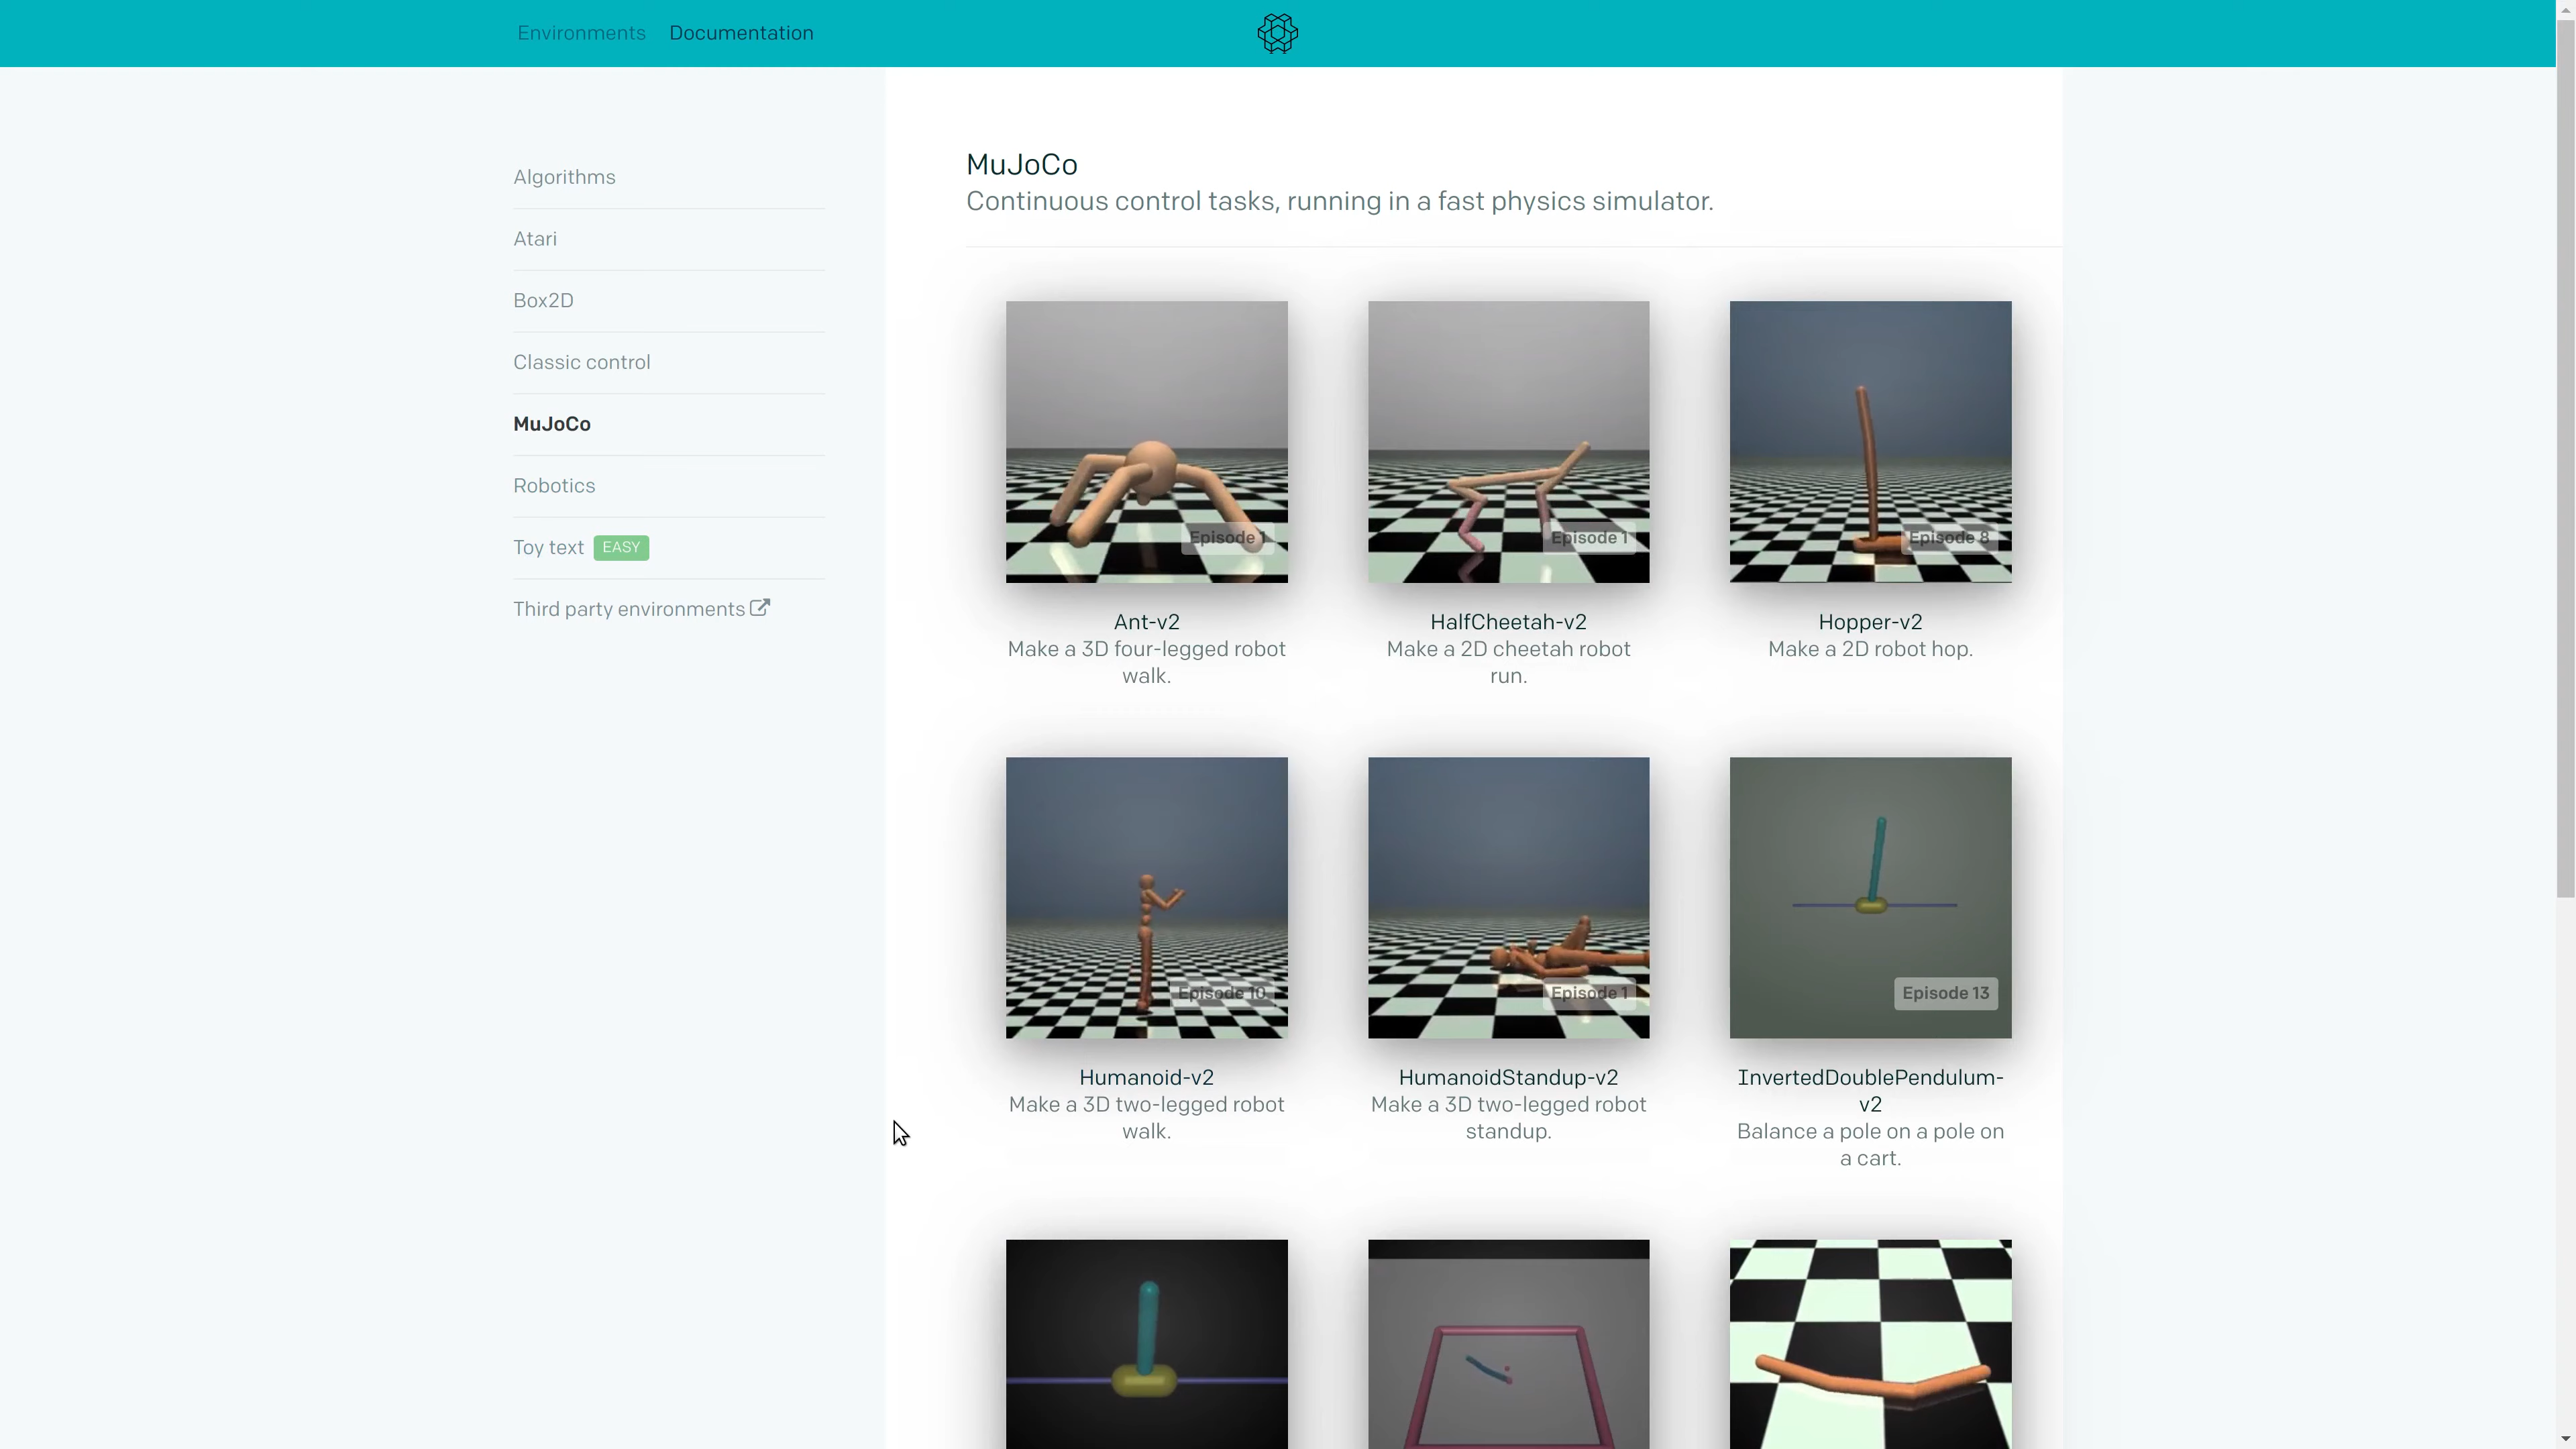 Environments Documentation
Algorithms
Atari
Box2D
Classic control
MuJoCo
Robotics
Toy text EASY
Third party environments
MuJoCo
Continuous control tasks, running in a fast physics simulator.
Episode 1
Episode 1
Episode 8
Ant-v2
Make a 3D four-legged robot
walk.
HalfCheetah-v2
Make a 2D cheetah robot
run.
Hopper-v2
Make a 2D robot hop.
Episode 10
Episode 1
Episode 13
Humanoid-v2
Make a 3D two-legged robot
walk.
HumanoidStandup-v2
Make a 3D two-legged robot
standup.
InvertedDoublePendulum-
v2
Balance a pole on a pole on
a cart.